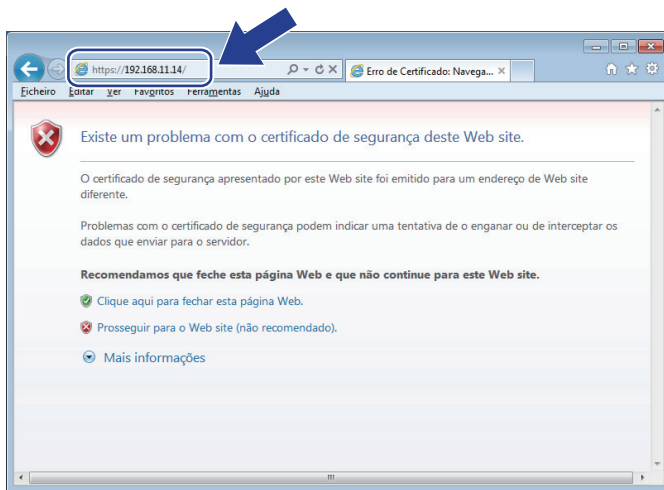 https://192.168.11.14/
Erro de Certificado: Navega...
Ficheiro Editar Ver Favoritos Ferramentas Ajuda
Existe um problema com o certificado de segurança deste Web site.
O certificado de segurança apresentado por este Web site foi emitido para um endereço de Web site
diferente.
Problemas com o certificado de segurança podem indicar uma tentativa de o enganar ou de interceptar os
dados que enviar para o servidor.
Recomendamos que feche esta página Web e que não continue para este Web site.
Clique aqui para fechar esta página Web.
Prosseguir para o Web site (não recomendado).
Mais informações